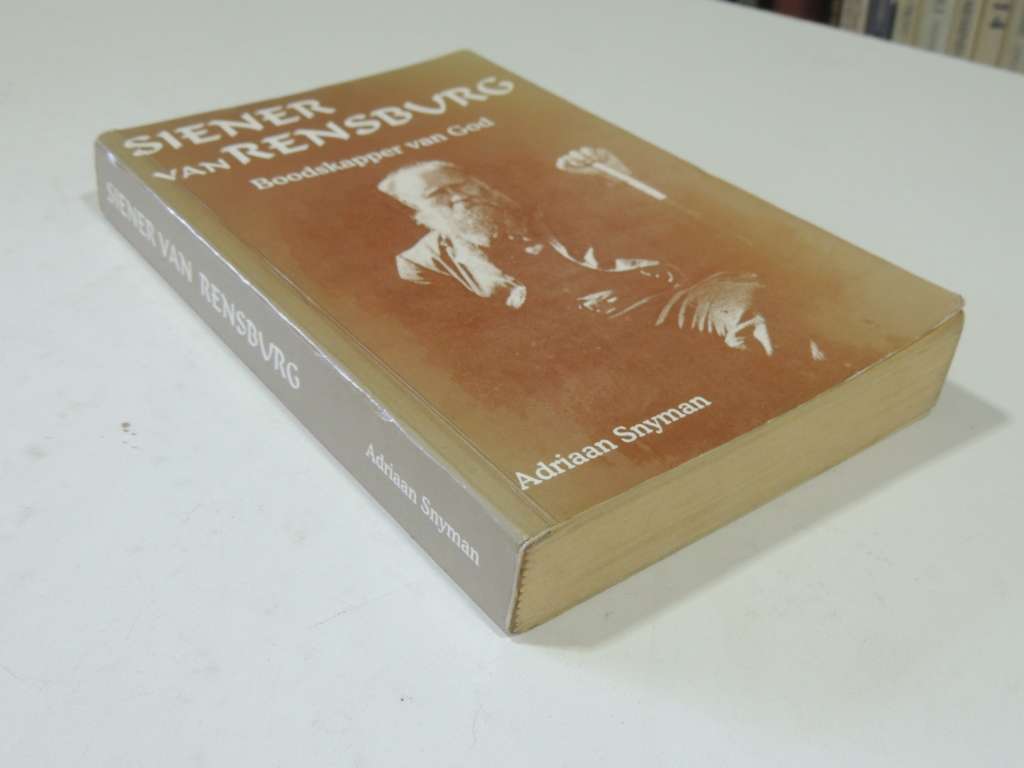 SIENER
VAN RENSBURG
Boodskapper van God
Adriaan Snyman
SIENER VAN RENSBURG
Adriaan Snyman